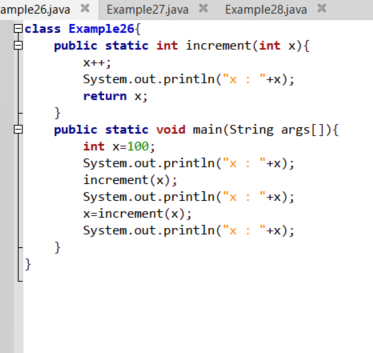 ample26.java Example27.java Example28.java
class Example26{
    public static int increment(int x){
        x++;
        System.out.println("x : "+x);
        return x;
    }
    public static void main(String args[]){
        int x=100;
        System.out.println("x : "+x);
        increment(x);
        System.out.println("x : "+x);
        x=increment(x);
        System.out.println("x : "+x);
    }
}